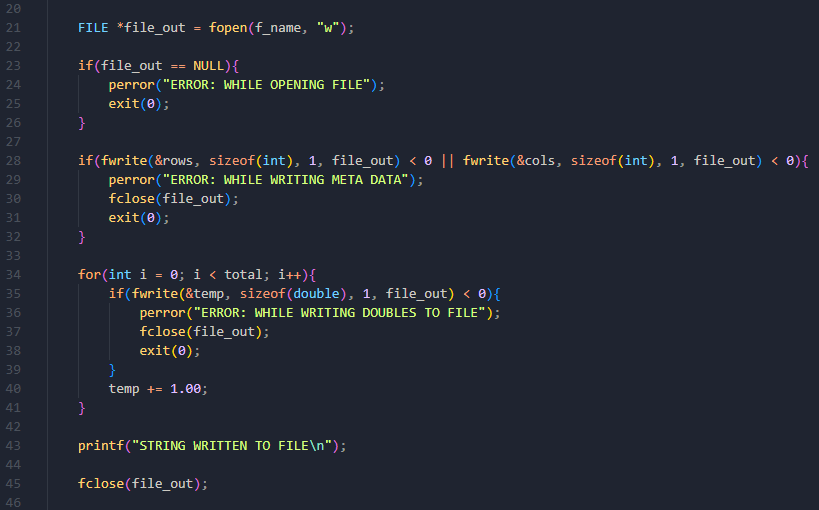 20
21 FILE *file_out = fopen(f_name, "w");
22
23 if(file_out == NULL){
24 perror("ERROR: WHILE OPENING FILE");
25 exit(0);
26 }
27
28 if(fwrite(&rows, sizeof(int), 1, file_out) < 0 || fwrite(&cols, sizeof(int), 1, file_out) < 0){
29 perror("ERROR: WHILE WRITING META DATA");
30 fclose(file_out);
31 exit(0);
32 }
33
34 for(int i = 0; i < total; i++){
35 if(fwrite(&temp, sizeof(double), 1, file_out) < 0){
36 perror("ERROR: WHILE WRITING DOUBLES TO FILE");
37 fclose(file_out);
38 exit(0);
39 }
40 temp += 1.00;
41 }
42
43 printf("STRING WRITTEN TO FILE\n");
44
45 fclose(file_out);
46